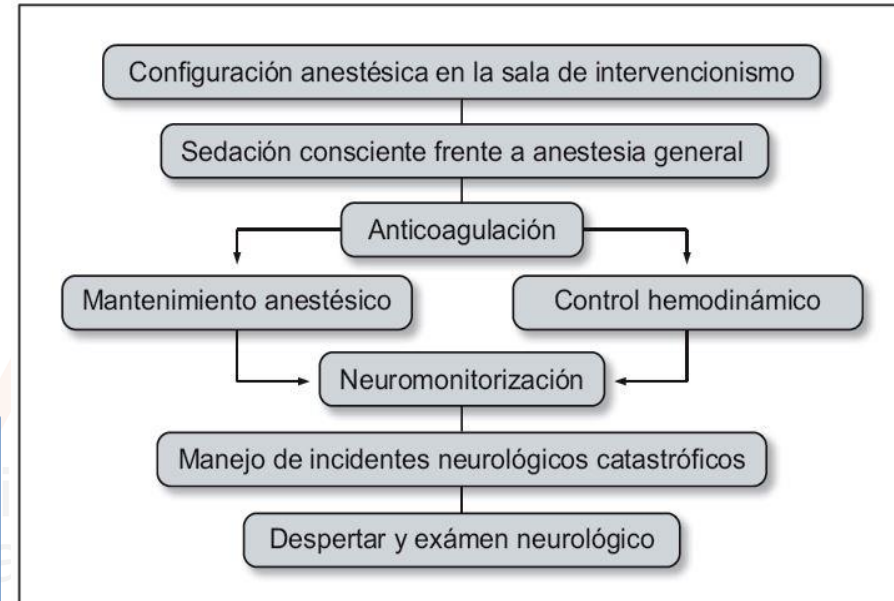 Configuración anestésica en la sala de intervencionismo
Sedación consciente frente a anestesia general
Anticoagulación
Mantenimiento anestésico
Control hemodinámico
Neuromonitorización
Manejo de incidentes neurológicos catastróficos
Despertar y exámen neurológico